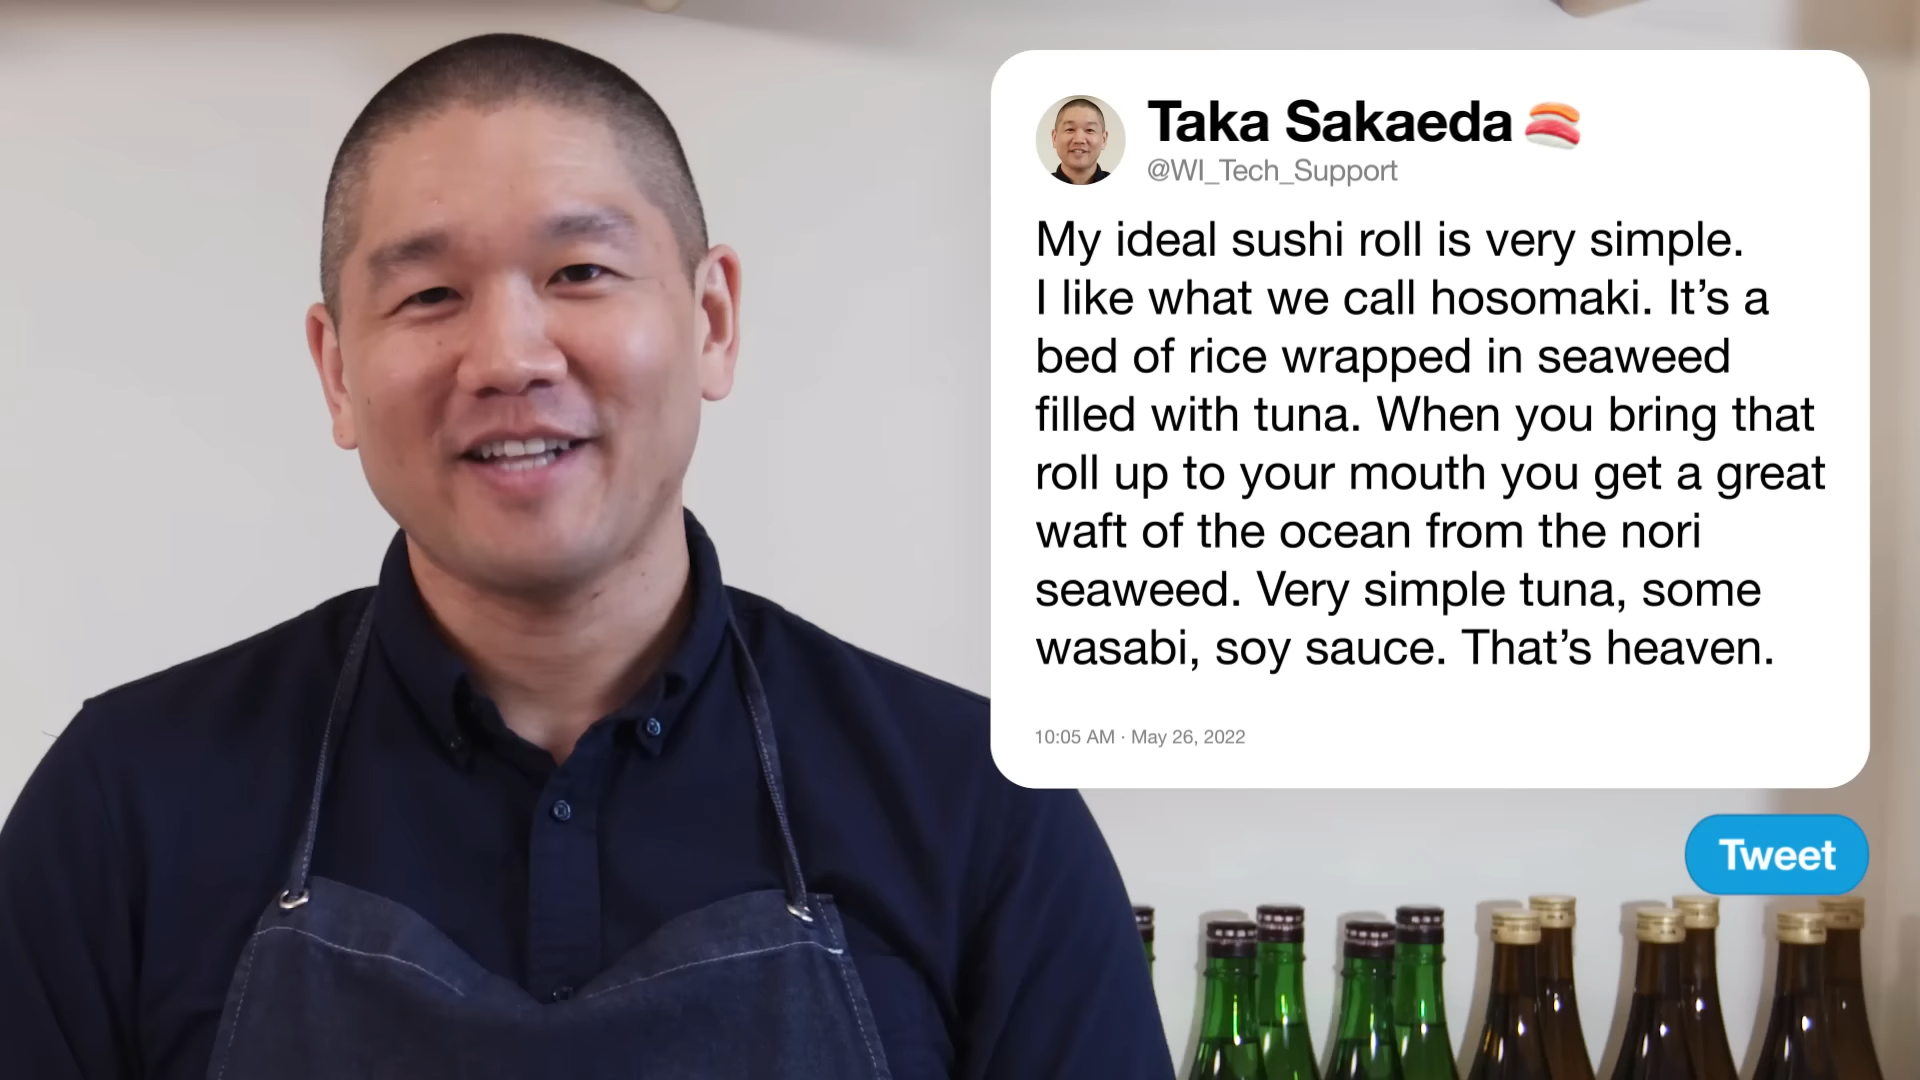 Taka Sakaeda
@WI_Tech_Support
My ideal sushi roll is very simple.
I like what we call hosomaki. It’s a
bed of rice wrapped in seaweed
filled with tuna. When you bring that
roll up to your mouth you get a great
waft of the ocean from the nori
seaweed. Very simple tuna, some
wasabi, soy sauce. That’s heaven.
10:05 AM · May 26, 2022
Tweet